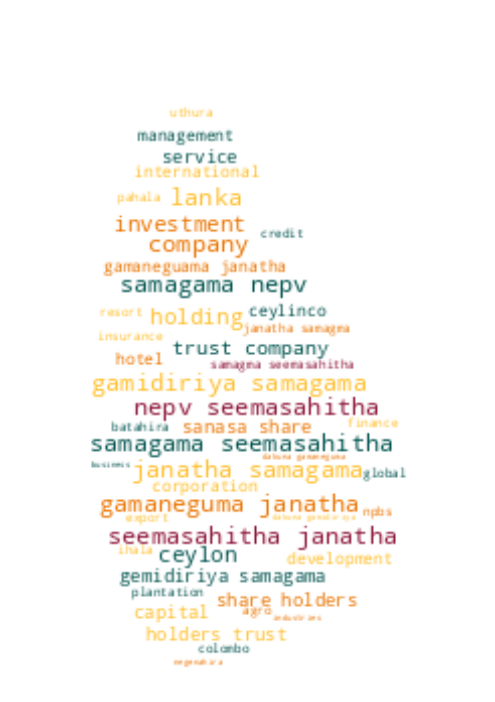 uthura
management
service
international
pahala lanka
investment
credit
company
gamaneguama janatha
samagama nepv
resort holding ceylinco
janatha samagma
insurance
trust company
hotel
samagma seemasahitha
gamidiriya samagama
nepv seemasahitha
batahira sanasa share finance
samagama seemasahitha
dakuna gamaneguma
business janatha samagama global
corporation
gamaneguma janatha npbs
export
seemasahitha janatha
ihala ceylon development
gemidiriya samagama
plantation
share holders
capital agro
industries
holders trust
colombo
negenahira